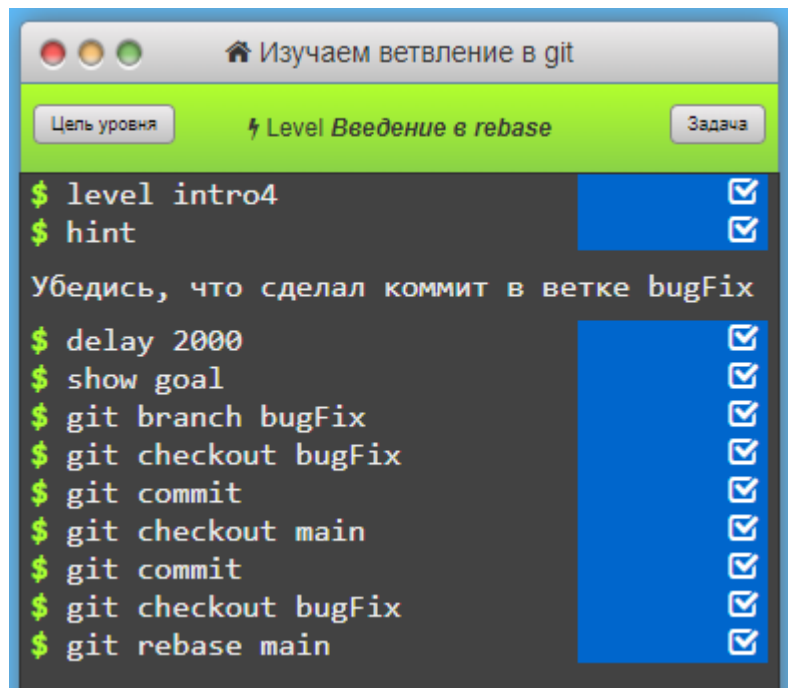 Изучаем ветвление в git
Цель уровня
Level Введение в rebase
Задача
$ level intro4
$ hint
Убедись, что сделал коммит в ветке bugFix
$ delay 2000
$ show goal
$ git branch bugFix
$ git checkout bugFix
$ git commit
$ git checkout main
$ git commit
$ git checkout bugFix
$ git rebase main